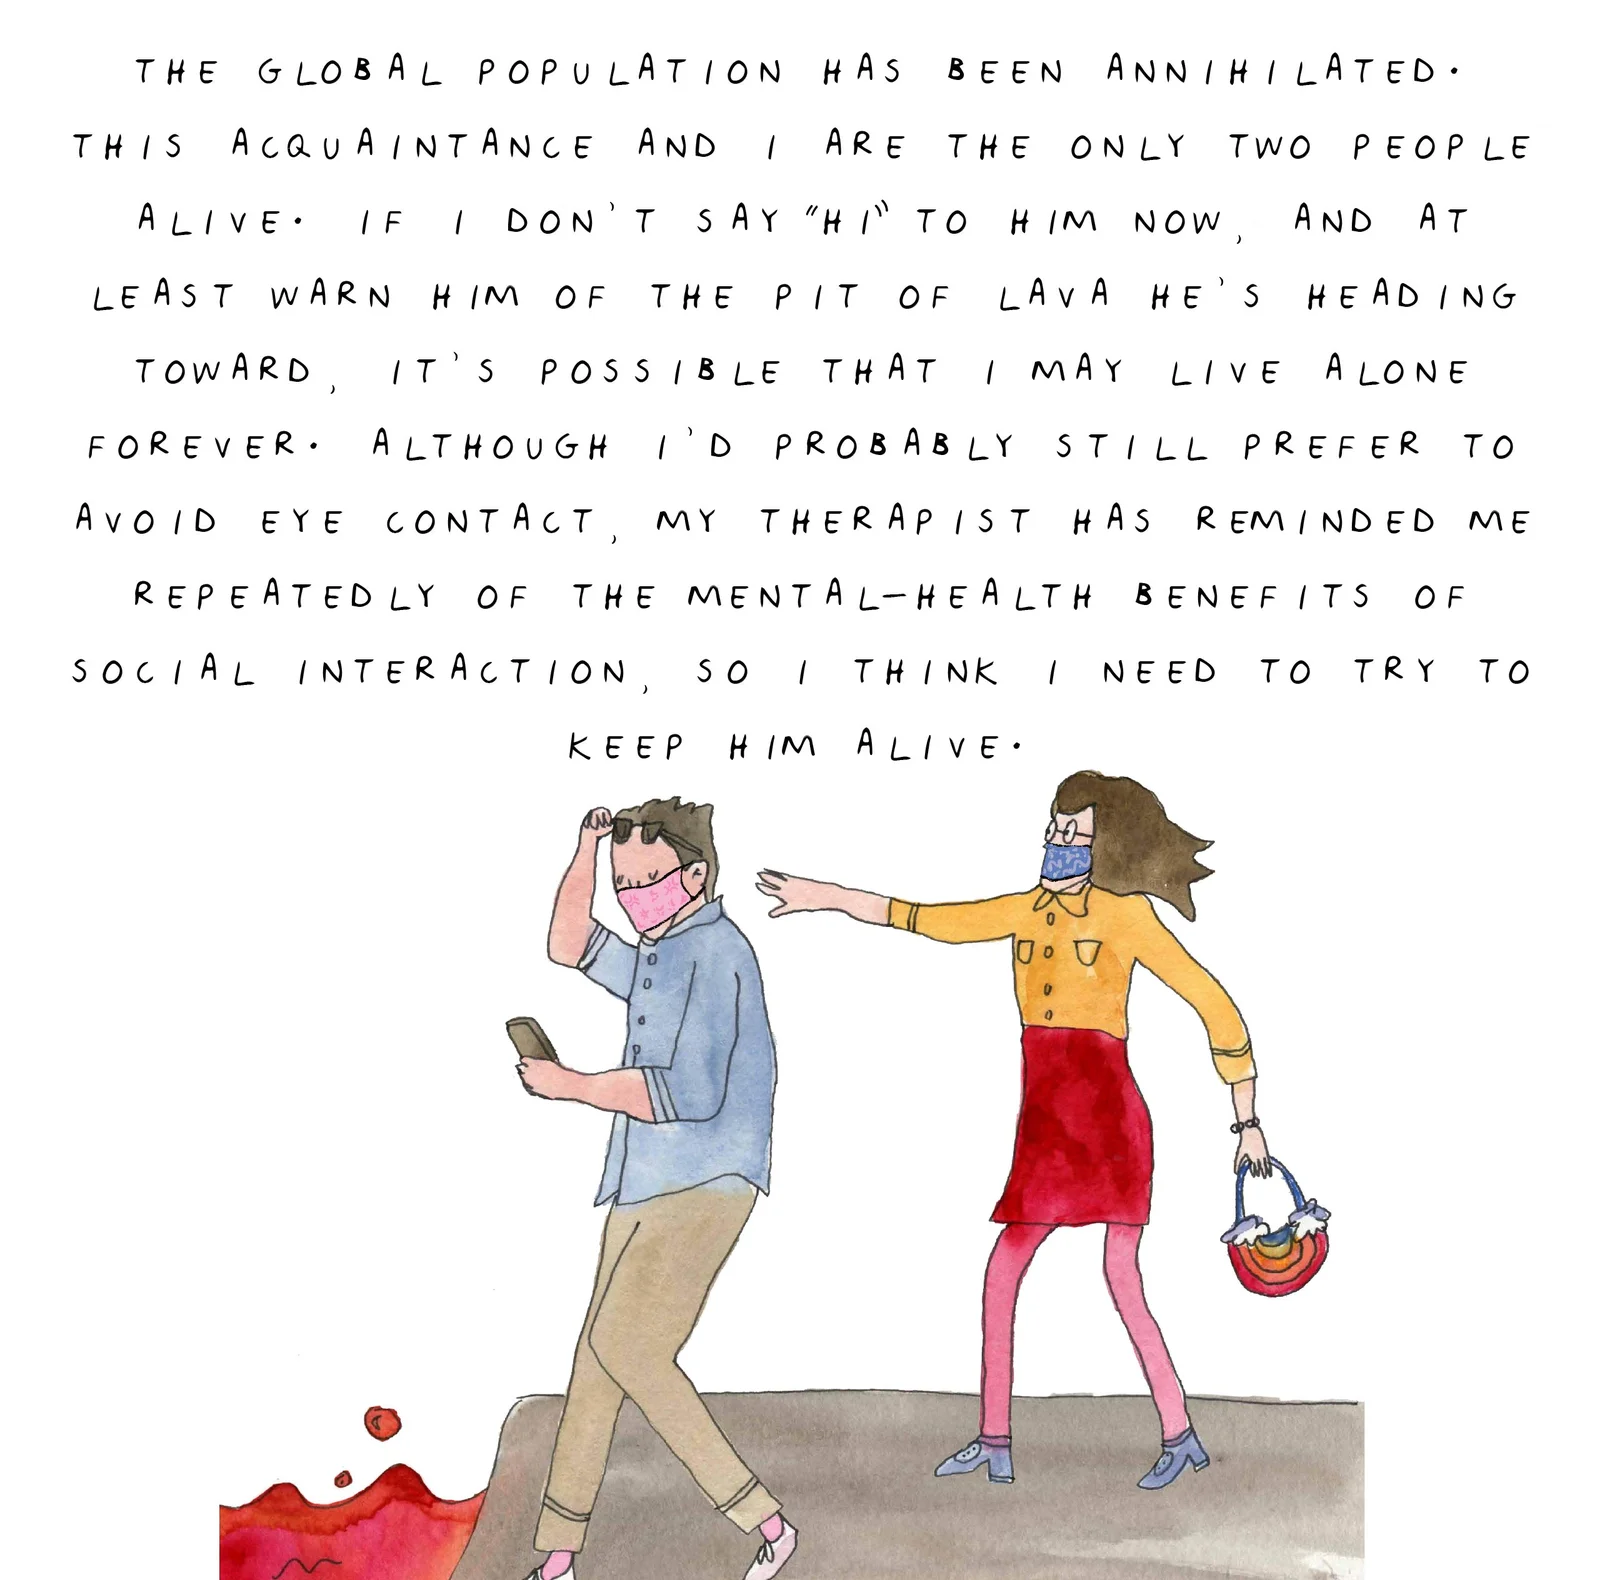 THE GLOBAL POPULATION HAS BEEN ANNIHILATED.
THIS ACQUAINTANCE AND I ARE THE ONLY TWO PEOPLE
ALIVE. IF I DON'T SAY "HI" TO HIM NOW, AND AT
LEAST WARN HIM OF THE PIT OF LAVA HE'S HEADING
TOWARD, IT'S POSSIBLE THAT I MAY LIVE ALONE
FOREVER. ALTHOUGH I'D PROBABLY STILL PREFER TO
AVOID EYE CONTACT, MY THERAPIST HAS REMINDED ME
REPEATEDLY OF THE MENTAL-HEALTH BENEFITS OF
SOCIAL INTERACTION, SO I THINK I NEED TO TRY TO
KEEP HIM ALIVE.